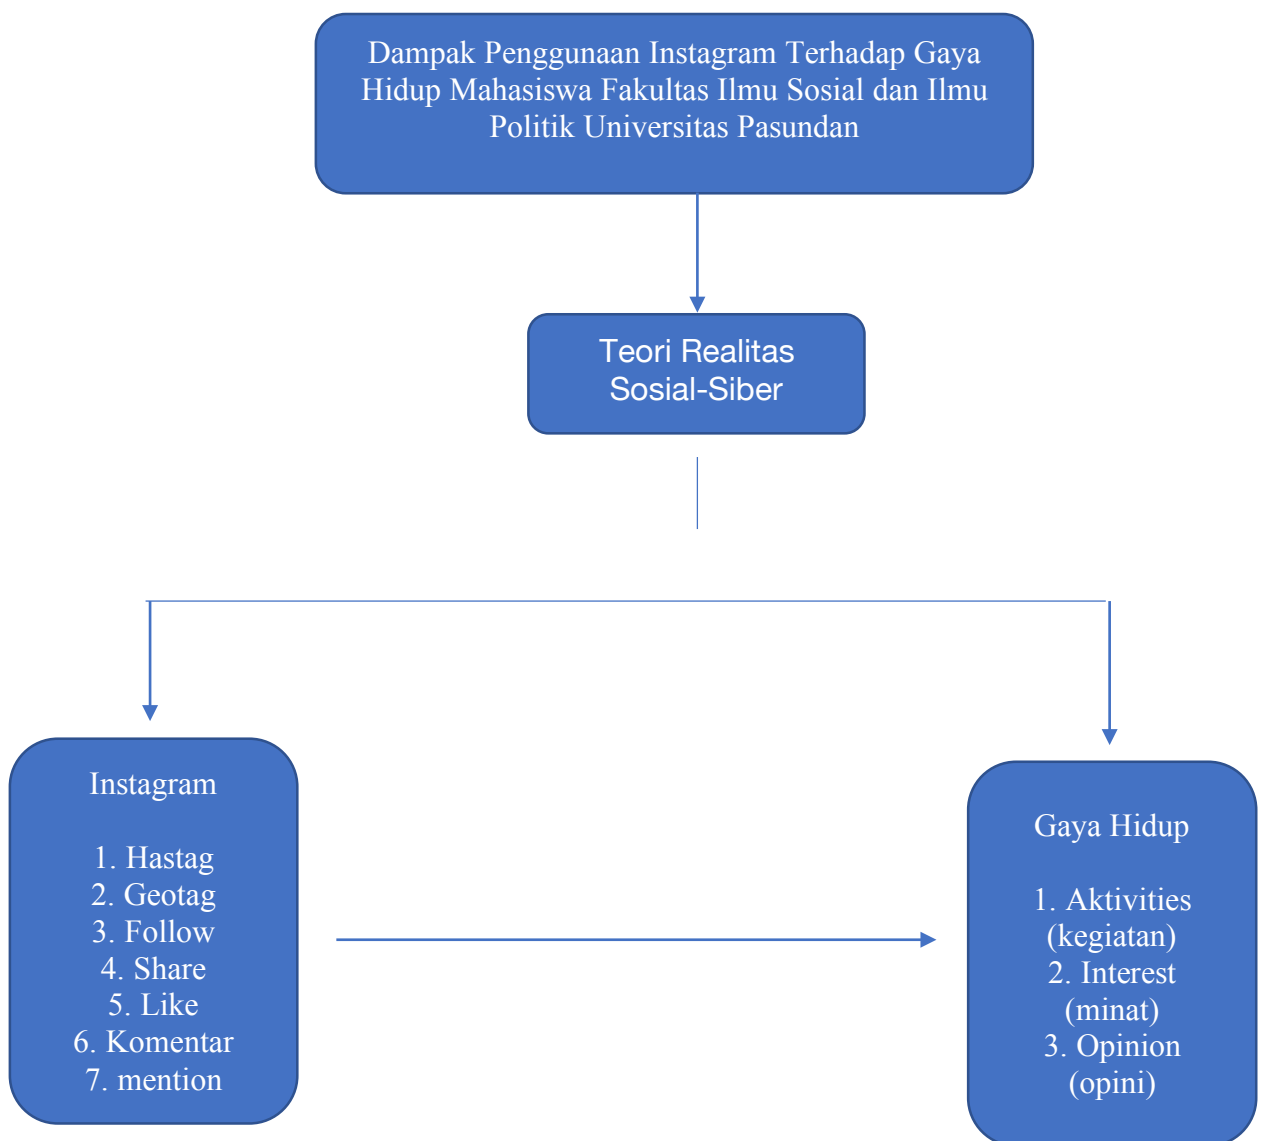 Dampak Penggunaan Instagram Terhadap Gaya
Hidup Mahasiswa Fakultas Ilmu Sosial dan Ilmu
Politik Universitas Pasundan
Teori Realitas
Sosial-Siber
Instagram
1. Hastag
2. Geotag
3. Follow
4. Share
5. Like
6. Komentar
7. mention
Gaya Hidup
1. Aktivities
(kegiatan)
2. Interest
(minat)
3. Opinion
(opini)